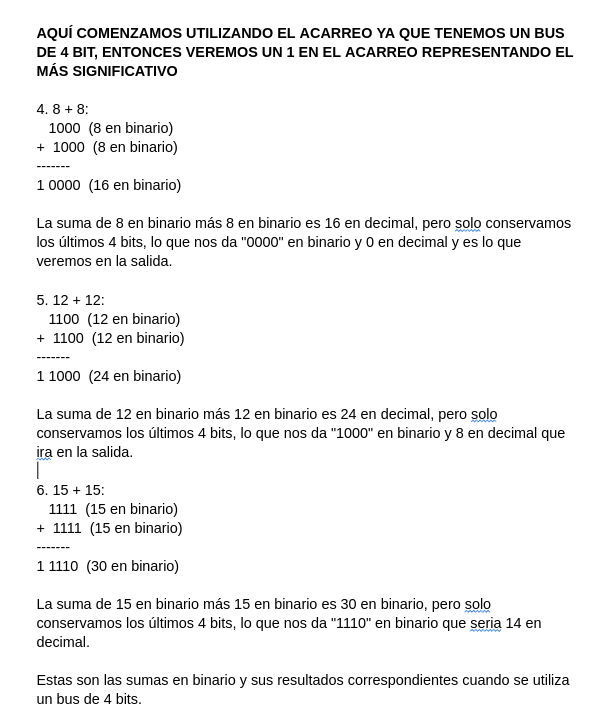 AQUÍ COMENZAMOS UTILIZANDO EL ACARREO YA QUE TENEMOS UN BUS
DE 4 BIT, ENTONCES VEREMOS UN 1 EN EL ACARREO REPRESENTANDO EL
MÁS SIGNIFICATIVO
4. 8 + 8:
1000 (8 en binario)
+ 1000 (8 en binario)
-------
1 0000 (16 en binario)
La suma de 8 en binario más 8 en binario es 16 en decimal, pero solo conservamos
los últimos 4 bits, lo que nos da "0000" en binario y 0 en decimal y es lo que
veremos en la salida.
5. 12 + 12:
1100 (12 en binario)
+ 1100 (12 en binario)
-------
1 1000 (24 en binario)
La suma de 12 en binario más 12 en binario es 24 en decimal, pero solo
conservamos los últimos 4 bits, lo que nos da "1000" en binario y 8 en decimal que
ira en la salida.
6. 15 + 15:
1111 (15 en binario)
+ 1111 (15 en binario)
-------
1 1110 (30 en binario)
La suma de 15 en binario más 15 en binario es 30 en binario, pero solo
conservamos los últimos 4 bits, lo que nos da "1110" en binario que seria 14 en
decimal.
Estas son las sumas en binario y sus resultados correspondientes cuando se utiliza
un bus de 4 bits.